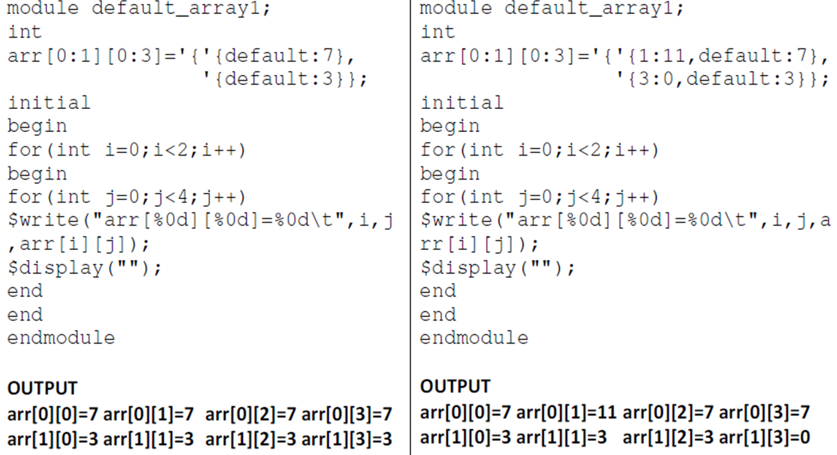 module default_array1;
int
arr[0:1][0:3]='{'{default:7},
'{default:3}};
initial
begin
for(int i=0;i<2;i++)
begin
for(int j=0;j<4;j++)
$write("arr[%0d][%0d]=%0d\t",i,j
,arr[i][j]);
$display("");
end
end
endmodule
OUTPUT
arr[0][0]=7 arr[0][1]=7 arr[0][2]=7 arr[0][3]=7
arr[1][0]=3 arr[1][1]=3 arr[1][2]=3 arr[1][3]=3
module default_array1;
int
arr[0:1][0:3]='{'{1:11,default:7},
'{3:0,default:3}};
initial
begin
for(int i=0;i<2;i++)
begin
for(int j=0;j<4;j++)
$write("arr[%0d][%0d]=%0d\t",i,j,a
rr[i][j]);
$display("");
end
end
endmodule
OUTPUT
arr[0][0]=7 arr[0][1]=11 arr[0][2]=7 arr[0][3]=7
arr[1][0]=3 arr[1][1]=3 arr[1][2]=3 arr[1][3]=0